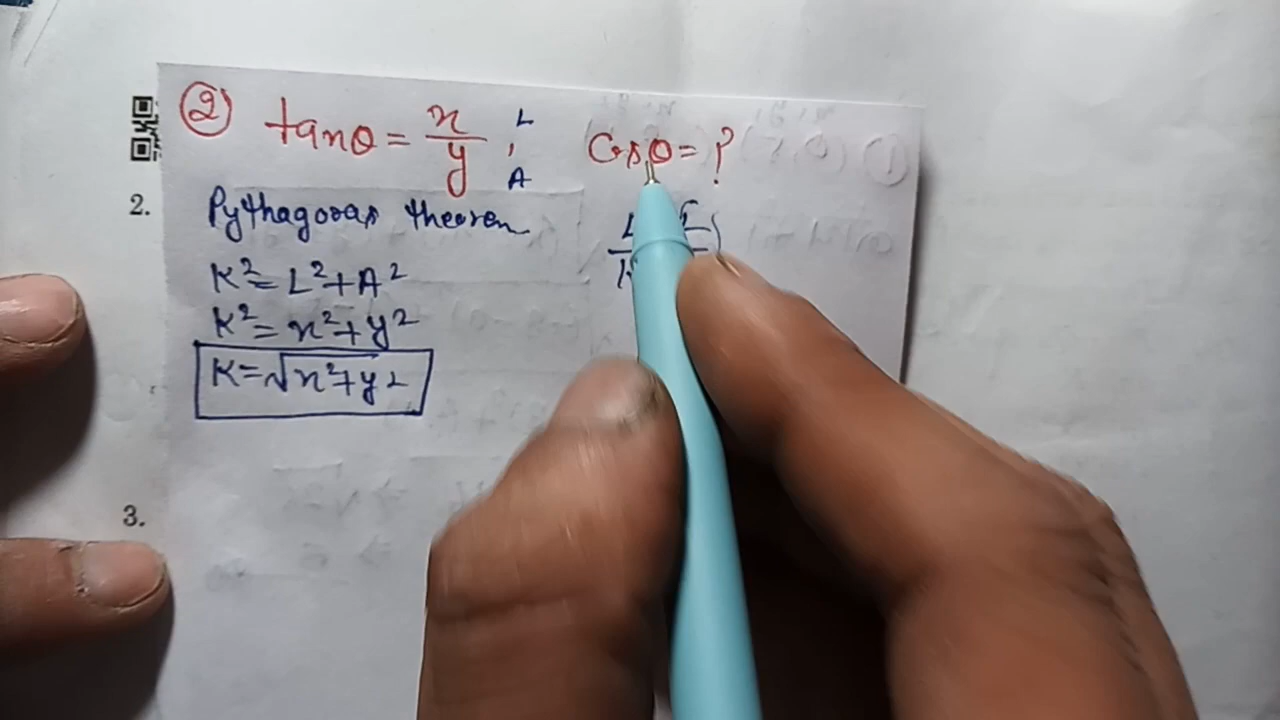 ② tanθ = x/y , L A Cosθ = ?
2.
Pythagoras theorem
K² = L² + A²
K² = x² + y²
K = √x² + y²
3.